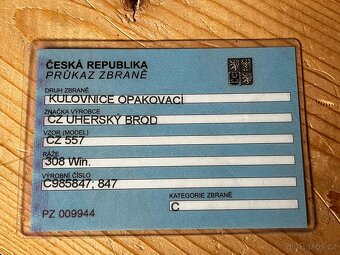 ČESKÁ REPUBLIKA
PRŮKAZ ZBRANĚ
DRUH ZBRANĚ
KULOVNICE OPAKOVACÍ
ZNAČKA VÝROBCE
CZ UHERSKÝ BROD
VZOR (MODEL)
CZ 557
RÁŽE
308 Win.
VÝROBNÍ ČÍSLO
C985847; 847
KATEGORIE ZBRANĚ
C
PZ 009944